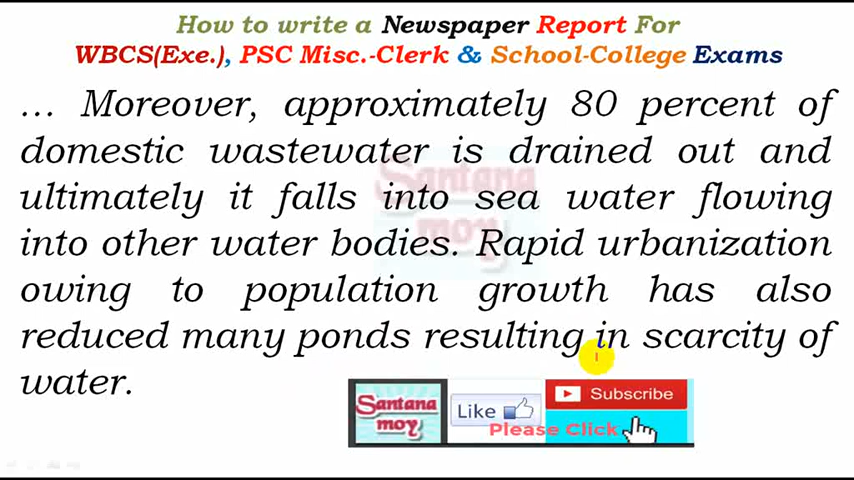 How to write a Newspaper Report For
WBCS(Exe.), PSC Misc.-Clerk & School-College Exams
... Moreover, approximately 80 percent of
domestic wastewater is drained out and
ultimately it falls into sea water flowing
into other water bodies. Rapid urbanization
owing to population growth has also
reduced many ponds resulting in scarcity of
water.
Santana
moy
Santana
moy
Like
Subscribe
Please Click